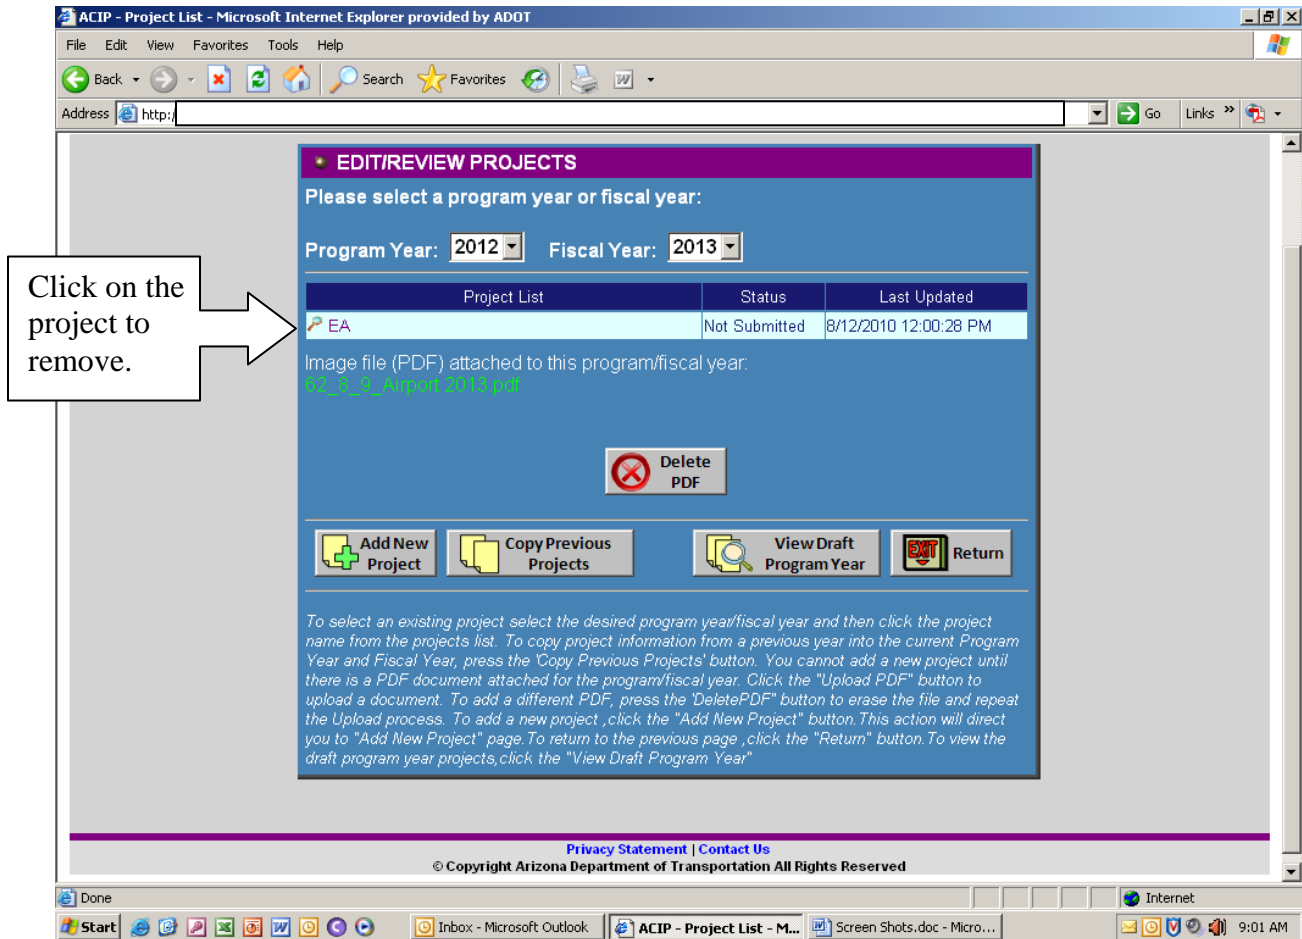 ACIP - Project List - Microsoft Internet Explorer provided by ADOT
File Edit View Favorites Tools Help
Back Search Favorites
Address http:/ Go Links »
EDIT/REVIEW PROJECTS
Please select a program year or fiscal year:
Program Year: 2012 Fiscal Year: 2013
Click on the
project to
remove.
Project List Status Last Updated
EA Not Submitted 8/12/2010 12:00:28 PM
Image file (PDF) attached to this program/fiscal year:
62_8_9_Airport 2013.pdf
Delete
PDF
Add New
Project
Copy Previous
Projects
View Draft
Program Year
EXIT Return
To select an existing project select the desired program year/fiscal year and then click the project
name from the projects list. To copy project information from a previous year into the current Program
Year and Fiscal Year, press the 'Copy Previous Projects' button. You cannot add a new project until
there is a PDF document attached for the program/fiscal year. Click the "Upload PDF" button to
upload a document. To add a different PDF, press the 'DeletePDF" button to erase the file and repeat
the Upload process. To add a new project ,click the "Add New Project" button.This action will direct
you to "Add New Project" page.To return to the previous page ,click the "Return" button.To view the
draft program year projects,click the "View Draft Program Year"
Privacy Statement | Contact Us
© Copyright Arizona Department of Transportation All Rights Reserved
Done Internet
Start Inbox - Microsoft Outlook ACIP - Project List - M... Screen Shots.doc - Micro... 9:01 AM